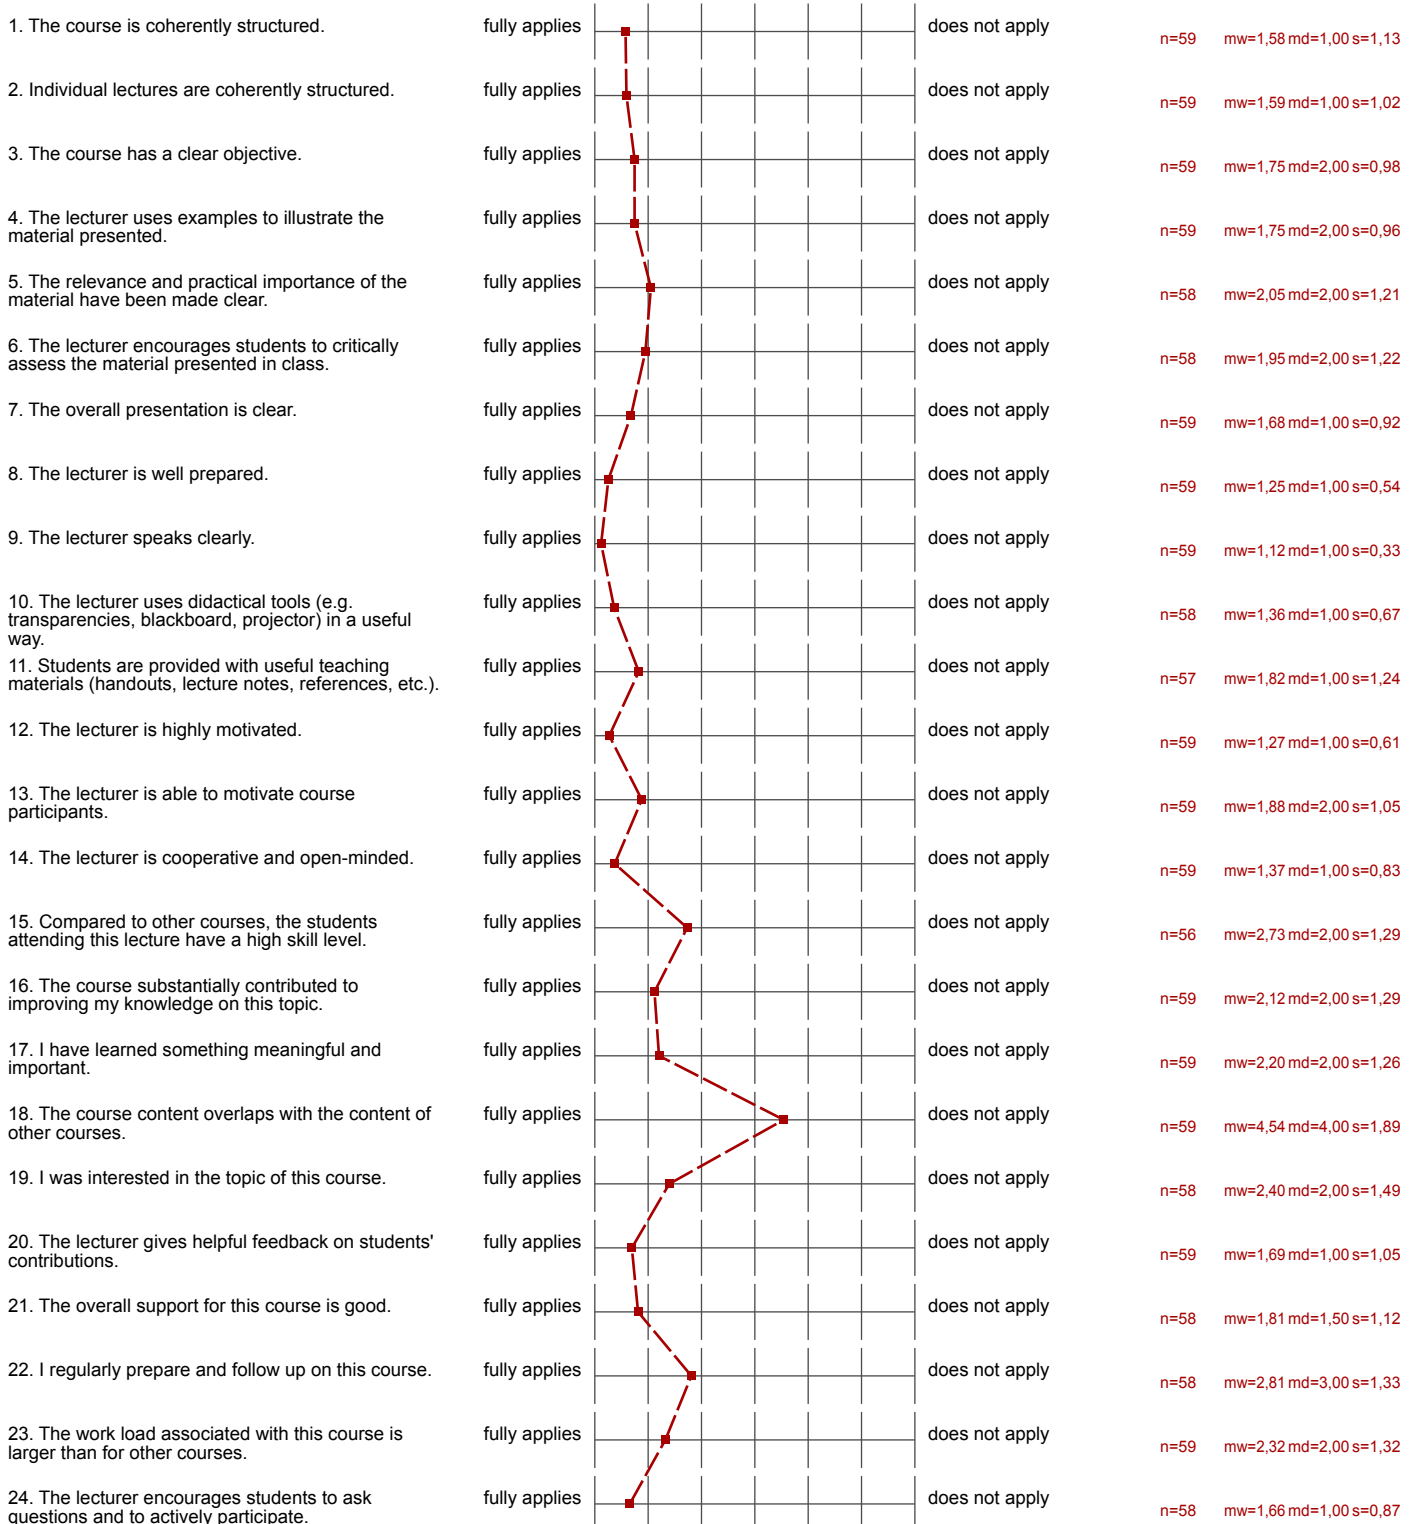 1. The course is coherently structured. fully applies does not apply n=59 mw=1,58 md=1,00 s=1,13
2. Individual lectures are coherently structured. fully applies does not apply n=59 mw=1,59 md=1,00 s=1,02
3. The course has a clear objective. fully applies does not apply n=59 mw=1,75 md=2,00 s=0,98
4. The lecturer uses examples to illustrate the
material presented. fully applies does not apply n=59 mw=1,75 md=2,00 s=0,96
5. The relevance and practical importance of the
material have been made clear. fully applies does not apply n=58 mw=2,05 md=2,00 s=1,21
6. The lecturer encourages students to critically
assess the material presented in class. fully applies does not apply n=58 mw=1,95 md=2,00 s=1,22
7. The overall presentation is clear. fully applies does not apply n=59 mw=1,68 md=1,00 s=0,92
8. The lecturer is well prepared. fully applies does not apply n=59 mw=1,25 md=1,00 s=0,54
9. The lecturer speaks clearly. fully applies does not apply n=59 mw=1,12 md=1,00 s=0,33
10. The lecturer uses didactical tools (e.g.
transparencies, blackboard, projector) in a useful
way. fully applies does not apply n=58 mw=1,36 md=1,00 s=0,67
11. Students are provided with useful teaching
materials (handouts, lecture notes, references, etc.). fully applies does not apply n=57 mw=1,82 md=1,00 s=1,24
12. The lecturer is highly motivated. fully applies does not apply n=59 mw=1,27 md=1,00 s=0,61
13. The lecturer is able to motivate course
participants. fully applies does not apply n=59 mw=1,88 md=2,00 s=1,05
14. The lecturer is cooperative and open-minded. fully applies does not apply n=59 mw=1,37 md=1,00 s=0,83
15. Compared to other courses, the students
attending this lecture have a high skill level. fully applies does not apply n=56 mw=2,73 md=2,00 s=1,29
16. The course substantially contributed to
improving my knowledge on this topic. fully applies does not apply n=59 mw=2,12 md=2,00 s=1,29
17. I have learned something meaningful and
important. fully applies does not apply n=59 mw=2,20 md=2,00 s=1,26
18. The course content overlaps with the content of
other courses. fully applies does not apply n=59 mw=4,54 md=4,00 s=1,89
19. I was interested in the topic of this course. fully applies does not apply n=58 mw=2,40 md=2,00 s=1,49
20. The lecturer gives helpful feedback on students'
contributions. fully applies does not apply n=59 mw=1,69 md=1,00 s=1,05
21. The overall support for this course is good. fully applies does not apply n=58 mw=1,81 md=1,50 s=1,12
22. I regularly prepare and follow up on this course. fully applies does not apply n=58 mw=2,81 md=3,00 s=1,33
23. The work load associated with this course is
larger than for other courses. fully applies does not apply n=59 mw=2,32 md=2,00 s=1,32
24. The lecturer encourages students to ask
questions and to actively participate. fully applies does not apply n=58 mw=1,66 md=1,00 s=0,87